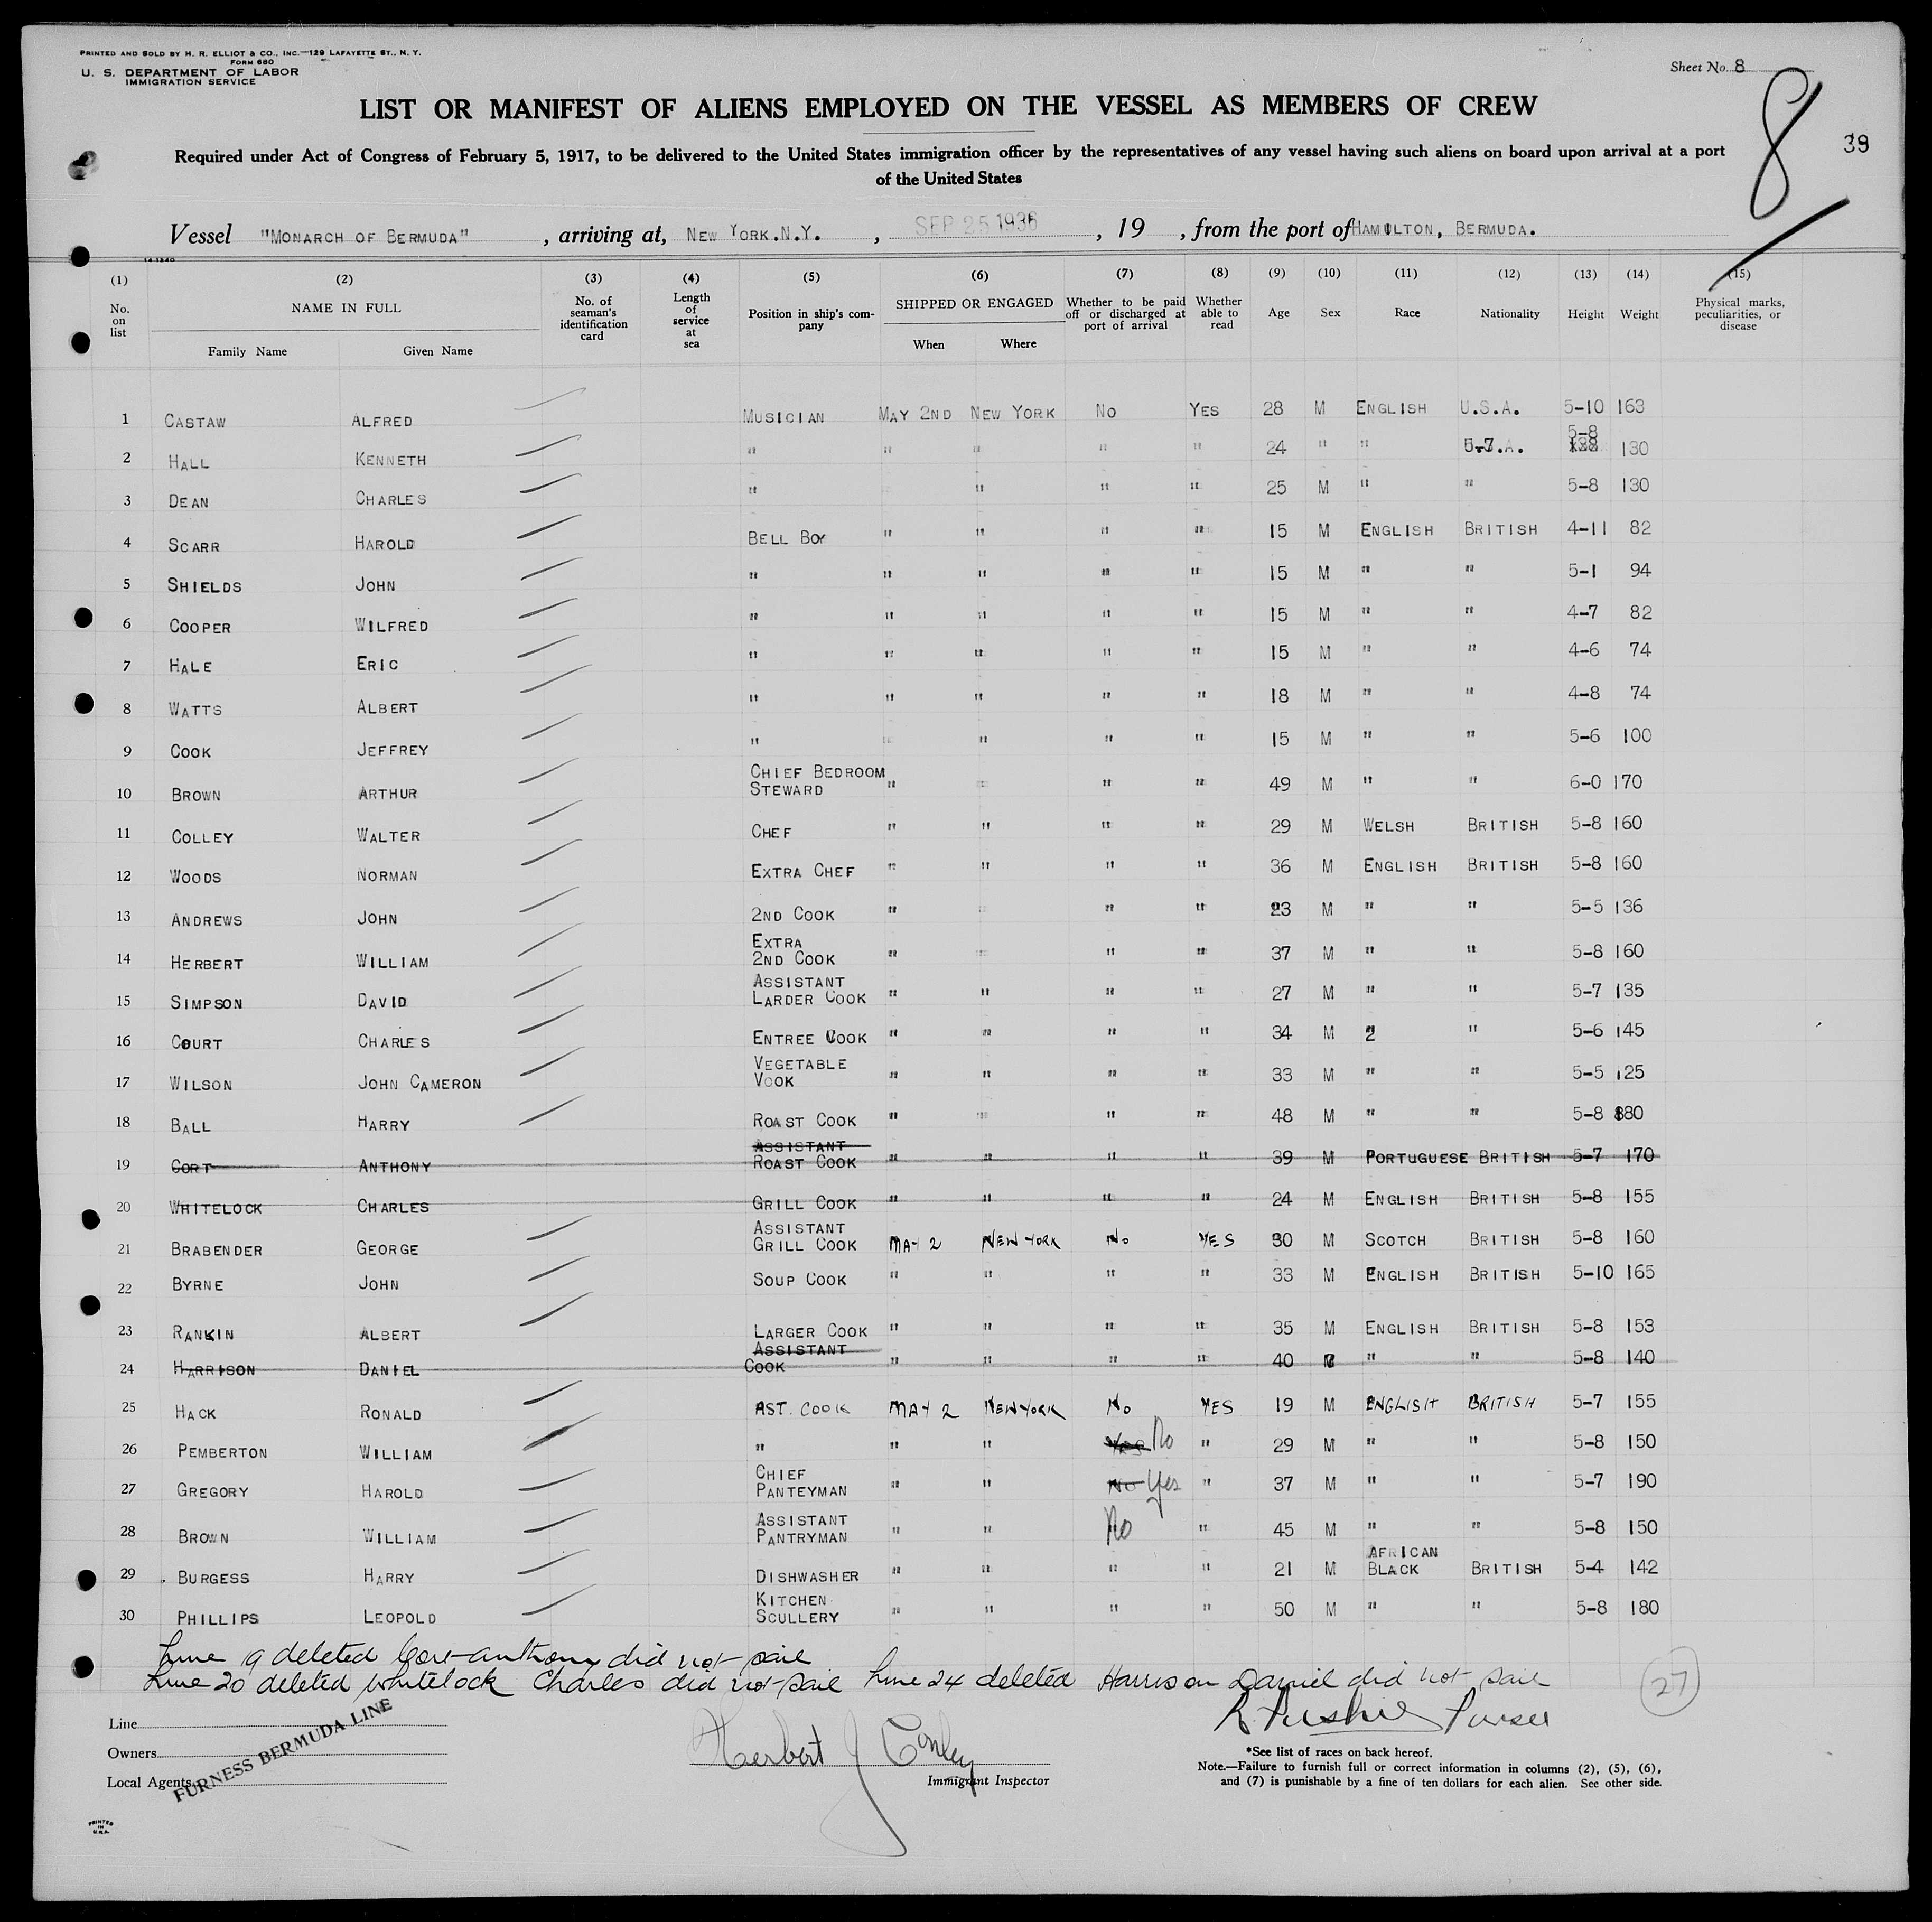 PRINTED AND SOLD BY H. R. ELLIOT & CO., INC.—129 LAFAYETTE ST., N. Y.
FORM 680
U. S. DEPARTMENT OF LABOR
IMMIGRATION SERVICE
Sheet No. 8
8
39
LIST OR MANIFEST OF ALIENS EMPLOYED ON THE VESSEL AS MEMBERS OF CREW
Required under Act of Congress of February 5, 1917, to be delivered to the United States immigration officer by the representatives of any vessel having such aliens on board upon arrival at a port
of the United States
Vessel "MONARCH OF BERMUDA", arriving at, NEW YORK.N.Y., SEP 25 1936, 19 , from the port of HAMILTON, BERMUDA.
14 1240
(1) (2) (3) (4) (5) (6) (7) (8) (9) (10) (11) (12) (13) (14) (15)
No. on list NAME IN FULL Family Name Given Name No. of seaman's identification card Length of service at sea Position in ship's company SHIPPED OR ENGAGED When Where Whether to be paid off or discharged at port of arrival Whether able to read Age Sex Race Nationality Height Weight Physical marks, peculiarities, or disease
1 CASTAW ALFRED MUSICIAN MAY 2ND NEW YORK NO YES 28 M ENGLISH U.S.A. 5-10 163
2 HALL KENNETH " " " " " 24 " " 5-8 130
3 DEAN CHARLES " " " " 25 M " " 5-8 130
4 SCARR HAROLD BELL BOY " " " " 15 M ENGLISH BRITISH 4-11 82
5 SHIELDS JOHN " " " " " 15 M " " 5-1 94
6 COOPER WILFRED " " " " " 15 M " " 4-7 82
7 HALE ERIC " " " " " 15 M " " 4-6 74
8 WATTS ALBERT " " " " " 18 M " " 4-8 74
9 COOK JEFFREY " " " " " 15 M " " 5-6 100
10 BROWN ARTHUR CHIEF BEDROOM STEWARD " " " " 49 M " " 6-0 170
11 COLLEY WALTER CHEF " " " " 29 M WELSH BRITISH 5-8 160
12 WOODS NORMAN EXTRA CHEF " " " " 36 M ENGLISH BRITISH 5-8 160
13 ANDREWS JOHN 2ND COOK " " " " 23 M " " 5-5 136
14 HERBERT WILLIAM EXTRA 2ND COOK " " " " 37 M " " 5-8 160
15 SIMPSON DAVID ASSISTANT LARDER COOK " " " " 27 M " " 5-7 135
16 COURT CHARLES ENTREE COOK " " " " 34 M 2 " 5-6 145
17 WILSON JOHN CAMERON VEGETABLE VOOK " " " " 33 M " " 5-5 125
18 BALL HARRY ROAST COOK " " " " 48 M " " 5-8 180
19 CORT ANTHONY ASSISTANT ROAST COOK " " " " 39 M PORTUGUESE BRITISH 5-7 170
20 WHITELOCK CHARLES GRILL COOK " " " " 24 M ENGLISH BRITISH 5-8 155
21 BRABENDER GEORGE ASSISTANT GRILL COOK MAY 2 NEW YORK No YES 30 M SCOTCH BRITISH 5-8 160
22 BYRNE JOHN SOUP COOK " " " " 33 M ENGLISH BRITISH 5-10 165
23 RANKIN ALBERT LARGER COOK " " " " 35 M ENGLISH BRITISH 5-8 153
24 HARRISON DANIEL ASSISTANT COOK " " " " 40 " " 5-8 140
25 HACK RONALD AST. COOK MAY 2 NEW YORK No YES 19 M ENGLISH BRITISH 5-7 155
26 PEMBERTON WILLIAM " " " Yes No " 29 M " " 5-8 150
27 GREGORY HAROLD CHIEF PANTEYMAN " " No Yes " 37 M " " 5-7 190
28 BROWN WILLIAM ASSISTANT PANTRYMAN " " No " 45 M " " 5-8 150
29 BURGESS HARRY DISHWASHER " " " " 21 M AFRICAN BLACK BRITISH 5-4 142
30 PHILLIPS LEOPOLD KITCHEN SCULLERY " " " " 50 M " " 5-8 180
Line 19 deleted Cort Anthony did not sail
Line 20 deleted Whitelock Charles did not sail Line 24 deleted Harrison Daniel did not sail
27
Purser
Line
Owners
Local Agents
FURNESS BERMUDA LINE
Herbert J Conley
Immigrant Inspector
*See list of races on back hereof.
Note.—Failure to furnish full or correct information in columns (2), (5), (6),
and (7) is punishable by a fine of ten dollars for each alien. See other side.
PRINTED
IN
U.S.A.